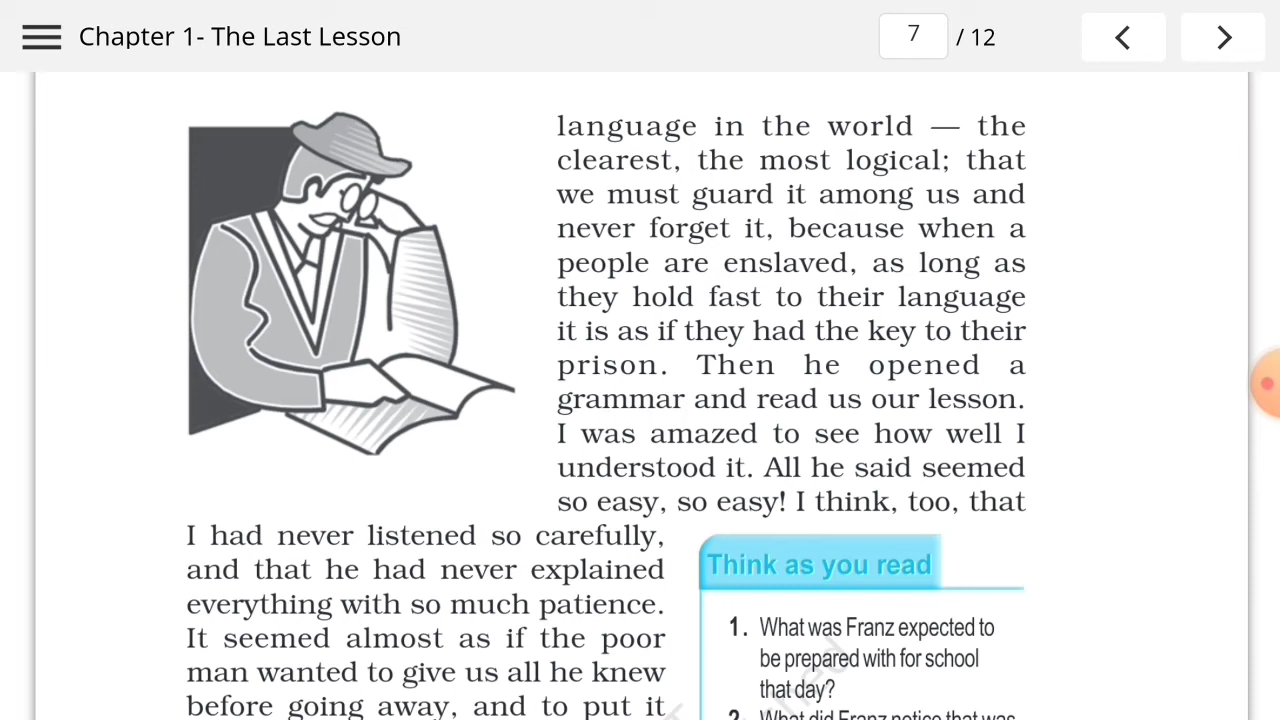 Chapter 1- The Last Lesson
7 / 12
language in the world — the
clearest, the most logical; that
we must guard it among us and
never forget it, because when a
people are enslaved, as long as
they hold fast to their language
it is as if they had the key to their
prison. Then he opened a
grammar and read us our lesson.
I was amazed to see how well I
understood it. All he said seemed
so easy, so easy! I think, too, that
I had never listened so carefully,
and that he had never explained
everything with so much patience.
It seemed almost as if the poor
man wanted to give us all he knew
before going away, and to put it
Think as you read
1. What was Franz expected to
be prepared with for school
that day?
2. What did Franz notice that was